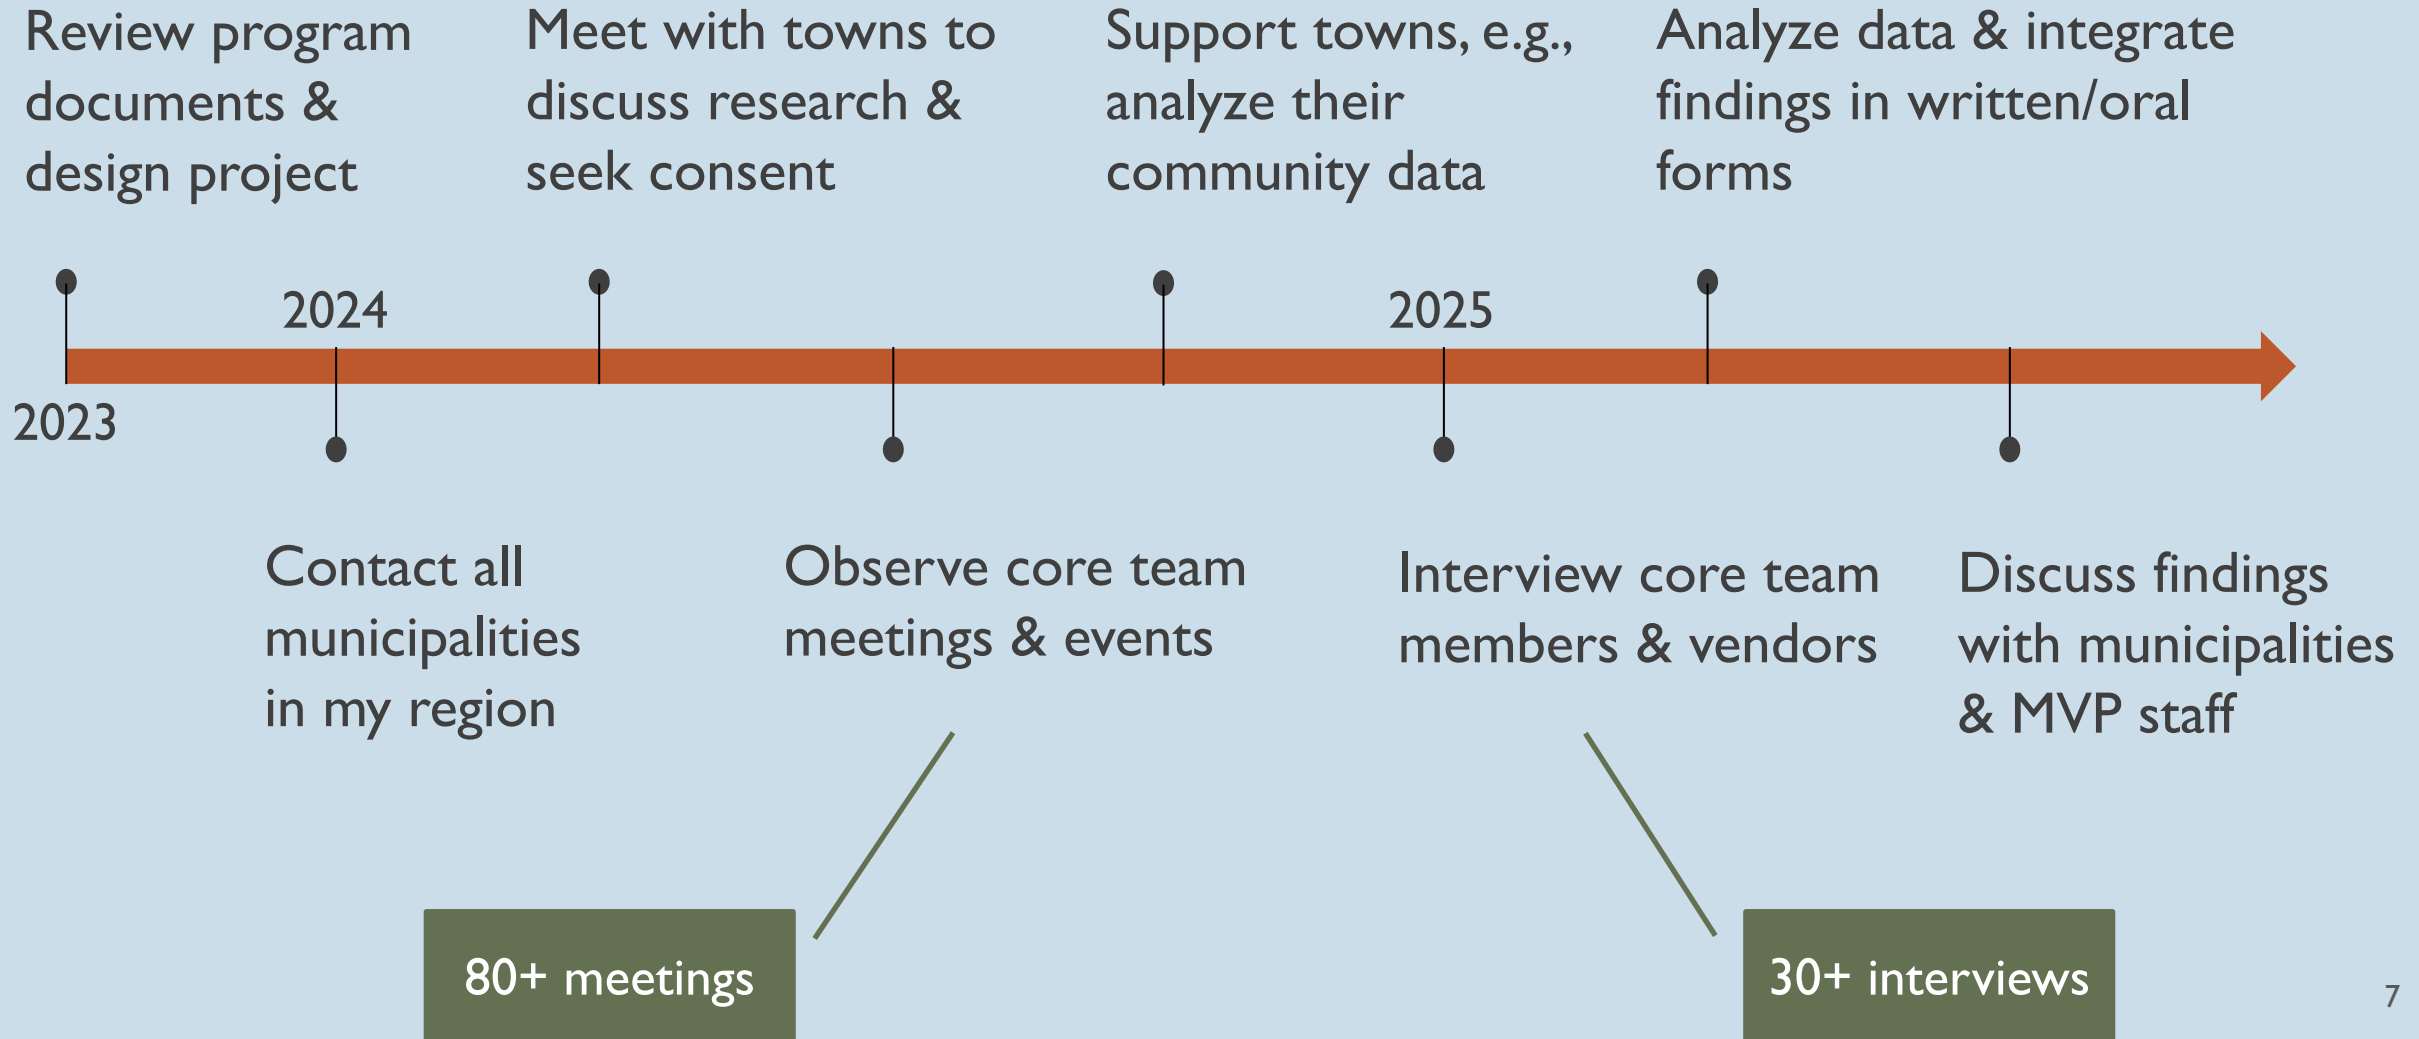 Review program
documents &
design project
Meet with towns to
discuss research &
seek consent
Support towns, e.g.,
analyze their
community data
Analyze data & integrate
findings in written/oral
forms
2024
2025
2023
Contact all
municipalities
in my region
Observe core team
meetings & events
Interview core team
members & vendors
Discuss findings
with municipalities
& MVP staff
80+ meetings
30+ interviews
7